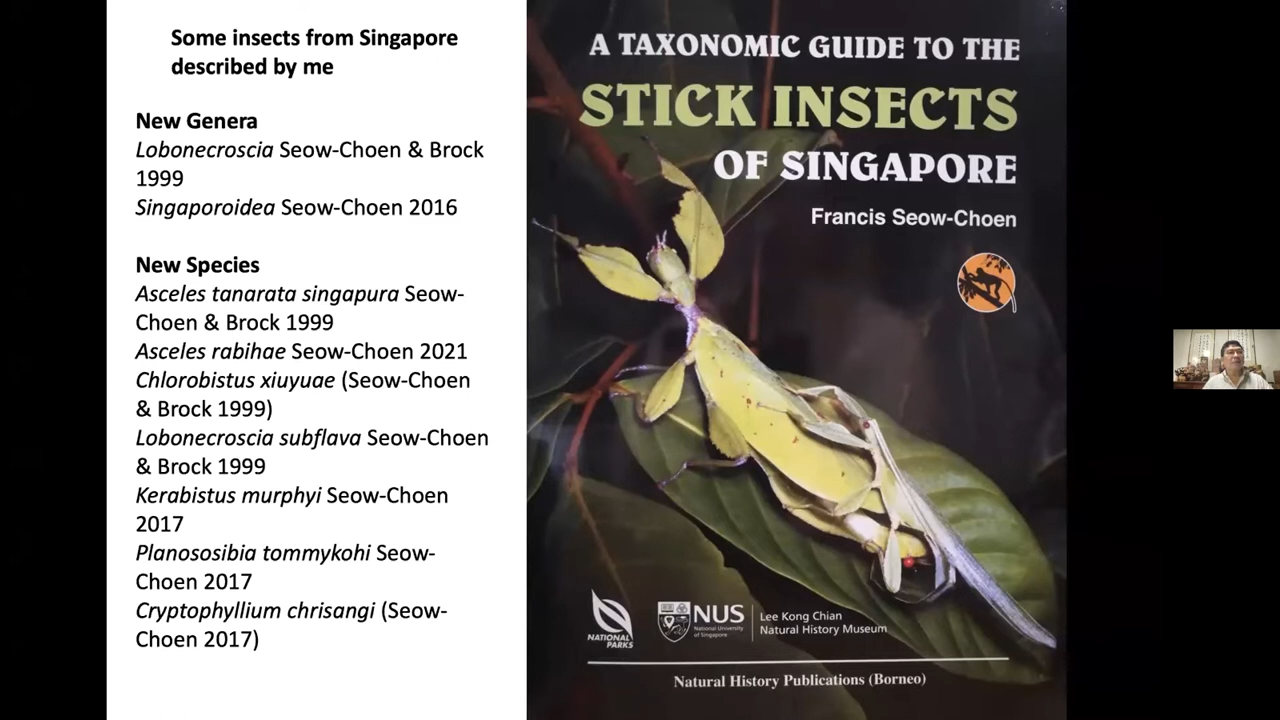 Some insects from Singapore
described by me
New Genera
Lobonecroscia Seow-Choen & Brock
1999
Singaporoidea Seow-Choen 2016
New Species
Asceles tanarata singapura Seow-
Choen & Brock 1999
Asceles rabihae Seow-Choen 2021
Chlorobistus xiuyuae (Seow-Choen
& Brock 1999)
Lobonecroscia subflava Seow-Choen
& Brock 1999
Kerabistus murphyi Seow-Choen
2017
Planososibia tommykohi Seow-
Choen 2017
Cryptophyllium chrisangi (Seow-
Choen 2017)
A TAXONOMIC GUIDE TO THE
STICK INSECTS
OF SINGAPORE
Francis Seow-Choen
NATIONAL
PARKS
NUS
National University
of Singapore
Lee Kong Chian
Natural History Museum
Natural History Publications (Borneo)